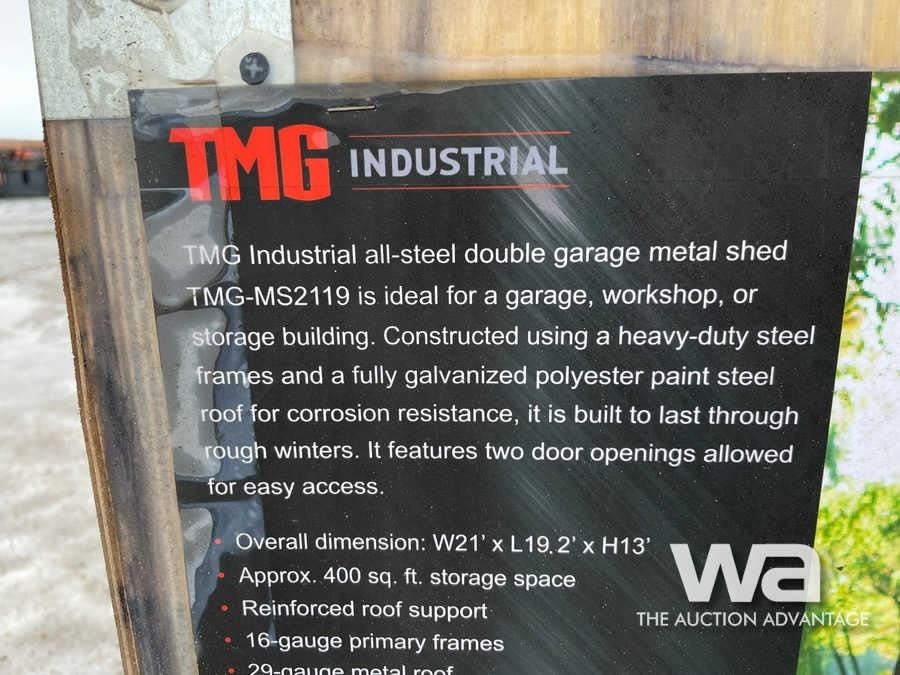 TMG INDUSTRIAL
TMG Industrial all-steel double garage metal shed
TMG-MS2119 is ideal for a garage, workshop, or
storage building. Constructed using a heavy-duty steel
frames and a fully galvanized polyester paint steel
roof for corrosion resistance, it is built to last through
rough winters. It features two door openings allowed
for easy access.
• Overall dimension: W21' x L19.2' x H13'
• Approx. 400 sq. ft. storage space
• Reinforced roof support
• 16-gauge primary frames
• 29-gauge metal roof
wa
THE AUCTION ADVANTAGE